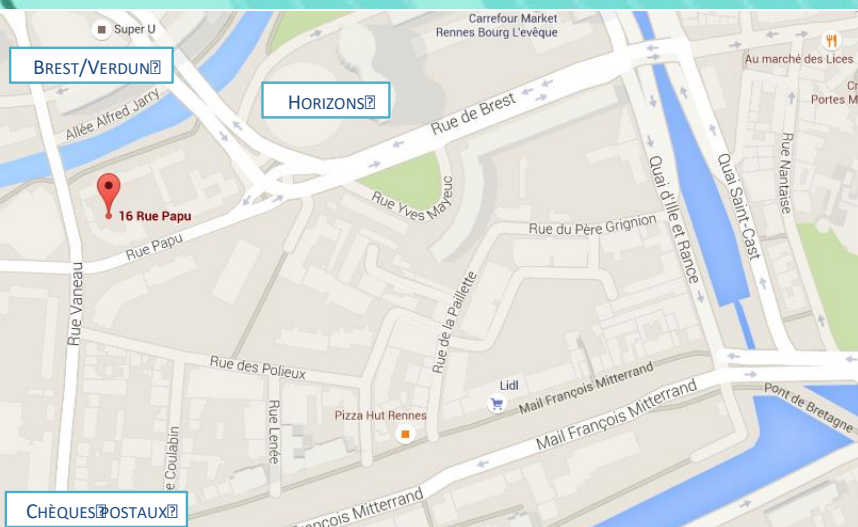 Super U
Carrefour Market
Rennes Bourg L'evêque
Au marché des Lices
BREST/VERDUN
HORIZONS
Rue de Brest
Allée Alfred Jarry
Portes M
16 Rue Papu
Rue Papu
Rue Yves Mayeuc
Rue du Père Grignion
Quai d'Ille et Rance
Quai Saint-Cast
Rue Nantaise
Rue Vaneau
Rue de la Paillette
Rue des Polieux
Rue Lenée
e Coulabin
Lidl
Pizza Hut Rennes
Mail François Mitterrand
Mail François Mitterrand
Pont de Bretagne
ançois Mitterrand
CHÈQUES POSTAUX